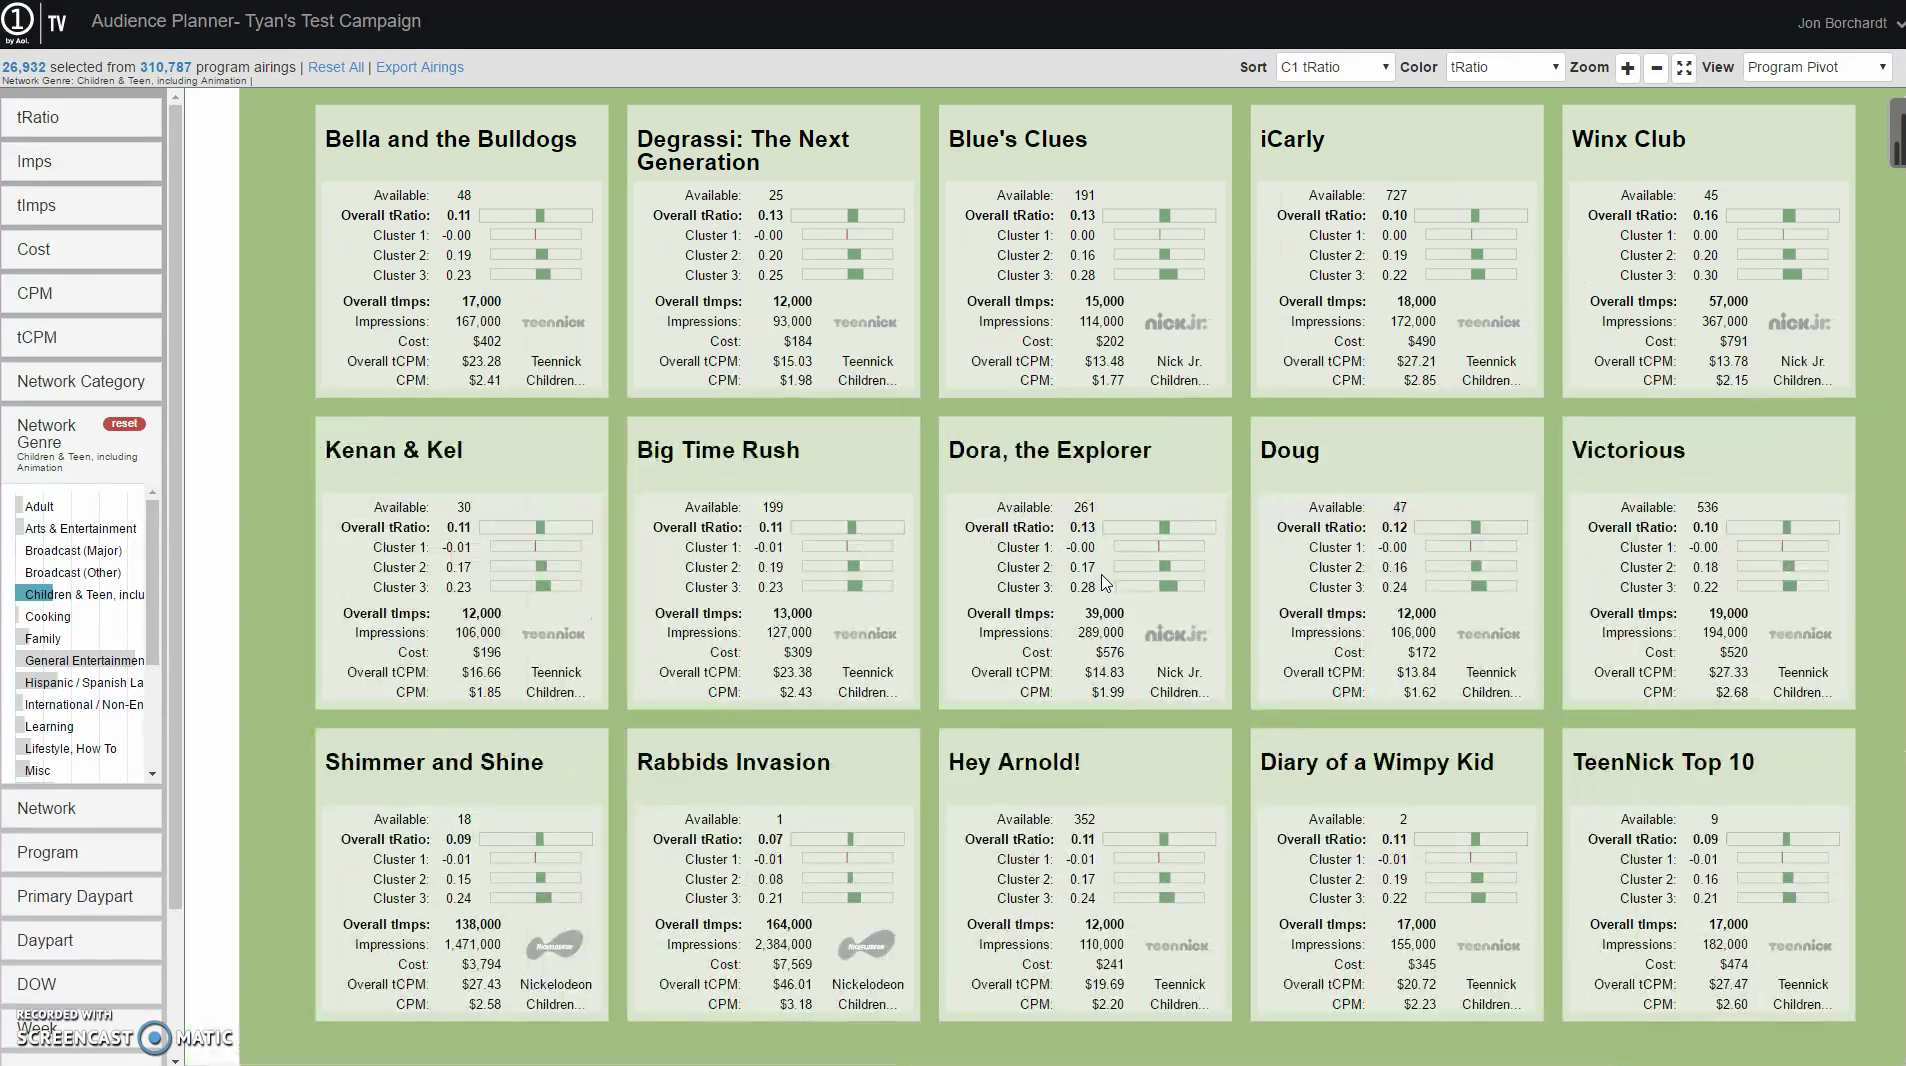 1 by Aol. | TV Audience Planner- Tyan's Test Campaign Jon Borchardt
26,932 selected from 310,787 program airings | Reset All | Export Airings
Network Genre: Children & Teen, including Animation |
Sort C1 tRatio Color tRatio Zoom + − View Program Pivot
tRatio
Imps
tImps
Cost
CPM
tCPM
Network Category
Network Genre reset
Children & Teen, including
Animation
Adult
Arts & Entertainment
Broadcast (Major)
Broadcast (Other)
Children & Teen, inclu
Cooking
Family
General Entertainmen
Hispanic / Spanish La
International / Non-En
Learning
Lifestyle, How To
Misc
Network
Program
Primary Daypart
Daypart
DOW
Week
RECORDED WITH
SCREENCAST MATIC
Bella and the Bulldogs
Available: 48
Overall tRatio: 0.11
Cluster 1: -0.00
Cluster 2: 0.19
Cluster 3: 0.23
Overall tImps: 17,000
Impressions: 167,000 TEENNICK
Cost: $402
Overall tCPM: $23.28 Teennick
CPM: $2.41 Children...
Degrassi: The Next
Generation
Available: 25
Overall tRatio: 0.13
Cluster 1: -0.00
Cluster 2: 0.20
Cluster 3: 0.25
Overall tImps: 12,000
Impressions: 93,000 TEENNICK
Cost: $184
Overall tCPM: $15.03 Teennick
CPM: $1.98 Children...
Blue's Clues
Available: 191
Overall tRatio: 0.13
Cluster 1: 0.00
Cluster 2: 0.16
Cluster 3: 0.28
Overall tImps: 15,000
Impressions: 114,000 nick jr.
Cost: $202
Overall tCPM: $13.48 Nick Jr.
CPM: $1.77 Children...
iCarly
Available: 727
Overall tRatio: 0.10
Cluster 1: 0.00
Cluster 2: 0.19
Cluster 3: 0.22
Overall tImps: 18,000
Impressions: 172,000 TEENNICK
Cost: $490
Overall tCPM: $27.21 Teennick
CPM: $2.85 Children...
Winx Club
Available: 45
Overall tRatio: 0.16
Cluster 1: 0.00
Cluster 2: 0.20
Cluster 3: 0.30
Overall tImps: 57,000
Impressions: 367,000 nick jr.
Cost: $791
Overall tCPM: $13.78 Nick Jr.
CPM: $2.15 Children...
Kenan & Kel
Available: 30
Overall tRatio: 0.11
Cluster 1: -0.01
Cluster 2: 0.17
Cluster 3: 0.23
Overall tImps: 12,000
Impressions: 106,000 TEENNICK
Cost: $196
Overall tCPM: $16.66 Teennick
CPM: $1.85 Children...
Big Time Rush
Available: 199
Overall tRatio: 0.11
Cluster 1: -0.01
Cluster 2: 0.19
Cluster 3: 0.23
Overall tImps: 13,000
Impressions: 127,000 TEENNICK
Cost: $309
Overall tCPM: $23.38 Teennick
CPM: $2.43 Children...
Dora, the Explorer
Available: 261
Overall tRatio: 0.13
Cluster 1: -0.00
Cluster 2: 0.17
Cluster 3: 0.28
Overall tImps: 39,000
Impressions: 289,000 nick jr.
Cost: $576
Overall tCPM: $14.83 Nick Jr.
CPM: $1.99 Children...
Doug
Available: 47
Overall tRatio: 0.12
Cluster 1: -0.00
Cluster 2: 0.16
Cluster 3: 0.24
Overall tImps: 12,000
Impressions: 106,000 TEENNICK
Cost: $172
Overall tCPM: $13.84 Teennick
CPM: $1.62 Children...
Victorious
Available: 536
Overall tRatio: 0.10
Cluster 1: -0.00
Cluster 2: 0.18
Cluster 3: 0.22
Overall tImps: 19,000
Impressions: 194,000 TEENNICK
Cost: $520
Overall tCPM: $27.33 Teennick
CPM: $2.68 Children...
Shimmer and Shine
Available: 18
Overall tRatio: 0.09
Cluster 1: -0.01
Cluster 2: 0.15
Cluster 3: 0.24
Overall tImps: 138,000
Impressions: 1,471,000 NICKELODEON
Cost: $3,794
Overall tCPM: $27.43 Nickelodeon
CPM: $2.58 Children...
Rabbids Invasion
Available: 1
Overall tRatio: 0.07
Cluster 1: -0.01
Cluster 2: 0.08
Cluster 3: 0.21
Overall tImps: 164,000
Impressions: 2,384,000 NICKELODEON
Cost: $7,569
Overall tCPM: $46.01 Nickelodeon
CPM: $3.18 Children...
Hey Arnold!
Available: 352
Overall tRatio: 0.11
Cluster 1: -0.01
Cluster 2: 0.17
Cluster 3: 0.24
Overall tImps: 12,000
Impressions: 110,000 TEENNICK
Cost: $241
Overall tCPM: $19.69 Teennick
CPM: $2.20 Children...
Diary of a Wimpy Kid
Available: 2
Overall tRatio: 0.11
Cluster 1: -0.01
Cluster 2: 0.19
Cluster 3: 0.22
Overall tImps: 17,000
Impressions: 155,000 TEENNICK
Cost: $345
Overall tCPM: $20.72 Teennick
CPM: $2.23 Children...
TeenNick Top 10
Available: 9
Overall tRatio: 0.09
Cluster 1: -0.01
Cluster 2: 0.16
Cluster 3: 0.21
Overall tImps: 17,000
Impressions: 182,000 TEENNICK
Cost: $474
Overall tCPM: $27.47 Teennick
CPM: $2.60 Children...